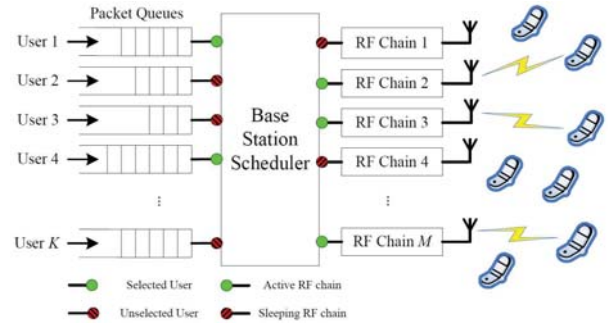 Packet Queues
User 1
RF Chain 1
User 2
RF Chain 2
User 3
Base
Station
Scheduler
RF Chain 3
User 4
RF Chain 4
...
...
User K
RF Chain M
Selected User
Active RF chain
Unselected User
Sleeping RF chain